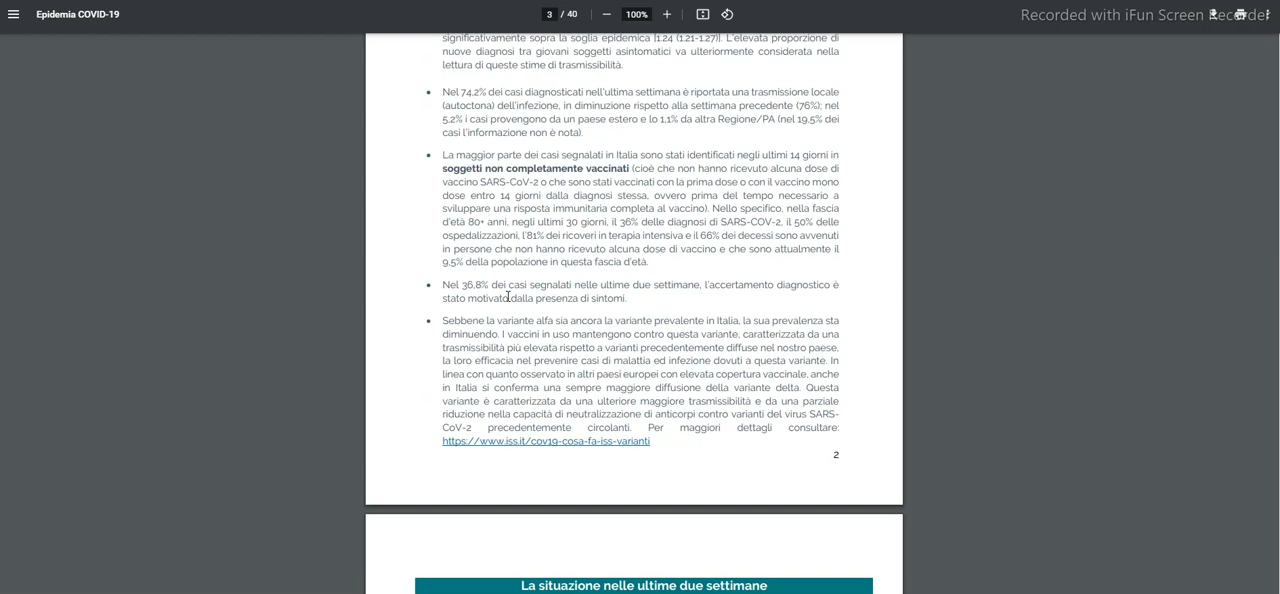 Epidemia COVID-19
3 / 40
100%
Recorded with iFun Screen Recorder
significativamente sopra la soglia epidemica [1.24 (1.21-1.27)]. L'elevata proporzione di
nuove diagnosi tra giovani soggetti asintomatici va ulteriormente considerata nella
lettura di queste stime di trasmissibilità.
• Nel 74,2% dei casi diagnosticati nell'ultima settimana è riportata una trasmissione locale
(autoctona) dell'infezione, in diminuzione rispetto alla settimana precedente (76%); nel
5,2% i casi provengono da un paese estero e lo 1,1% da altra Regione/PA (nel 19,5% dei
casi l'informazione non è nota).
• La maggior parte dei casi segnalati in Italia sono stati identificati negli ultimi 14 giorni in
soggetti non completamente vaccinati (cioè che non hanno ricevuto alcuna dose di
vaccino SARS-CoV-2 o che sono stati vaccinati con la prima dose o con il vaccino mono
dose entro 14 giorni dalla diagnosi stessa, ovvero prima del tempo necessario a
sviluppare una risposta immunitaria completa al vaccino). Nello specifico, nella fascia
d'età 80+ anni, negli ultimi 30 giorni, il 36% delle diagnosi di SARS-COV-2, il 50% delle
ospedalizzazioni, l'81% dei ricoveri in terapia intensiva e il 66% dei decessi sono avvenuti
in persone che non hanno ricevuto alcuna dose di vaccino e che sono attualmente il
9,5% della popolazione in questa fascia d'età.
• Nel 36,8% dei casi segnalati nelle ultime due settimane, l'accertamento diagnostico è
stato motivato dalla presenza di sintomi.
• Sebbene la variante alfa sia ancora la variante prevalente in Italia, la sua prevalenza sta
diminuendo. I vaccini in uso mantengono contro questa variante, caratterizzata da una
trasmissibilità più elevata rispetto a varianti precedentemente diffuse nel nostro paese,
la loro efficacia nel prevenire casi di malattia ed infezione dovuti a questa variante. In
linea con quanto osservato in altri paesi europei con elevata copertura vaccinale, anche
in Italia si conferma una sempre maggiore diffusione della variante delta. Questa
variante è caratterizzata da una ulteriore maggiore trasmissibilità e da una parziale
riduzione nella capacità di neutralizzazione di anticorpi contro varianti del virus SARS-
CoV-2 precedentemente circolanti. Per maggiori dettagli consultare:
https://www.iss.it/cov19-cosa-fa-iss-varianti
2
La situazione nelle ultime due settimane